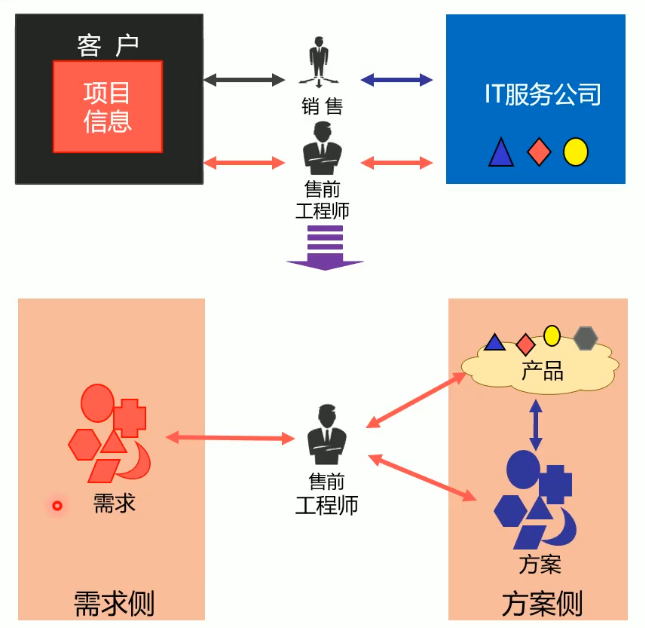 客 户
项目
信息
销 售
IT服务公司
售前
工程师
产品
需求
售前
工程师
方案
需求侧
方案侧